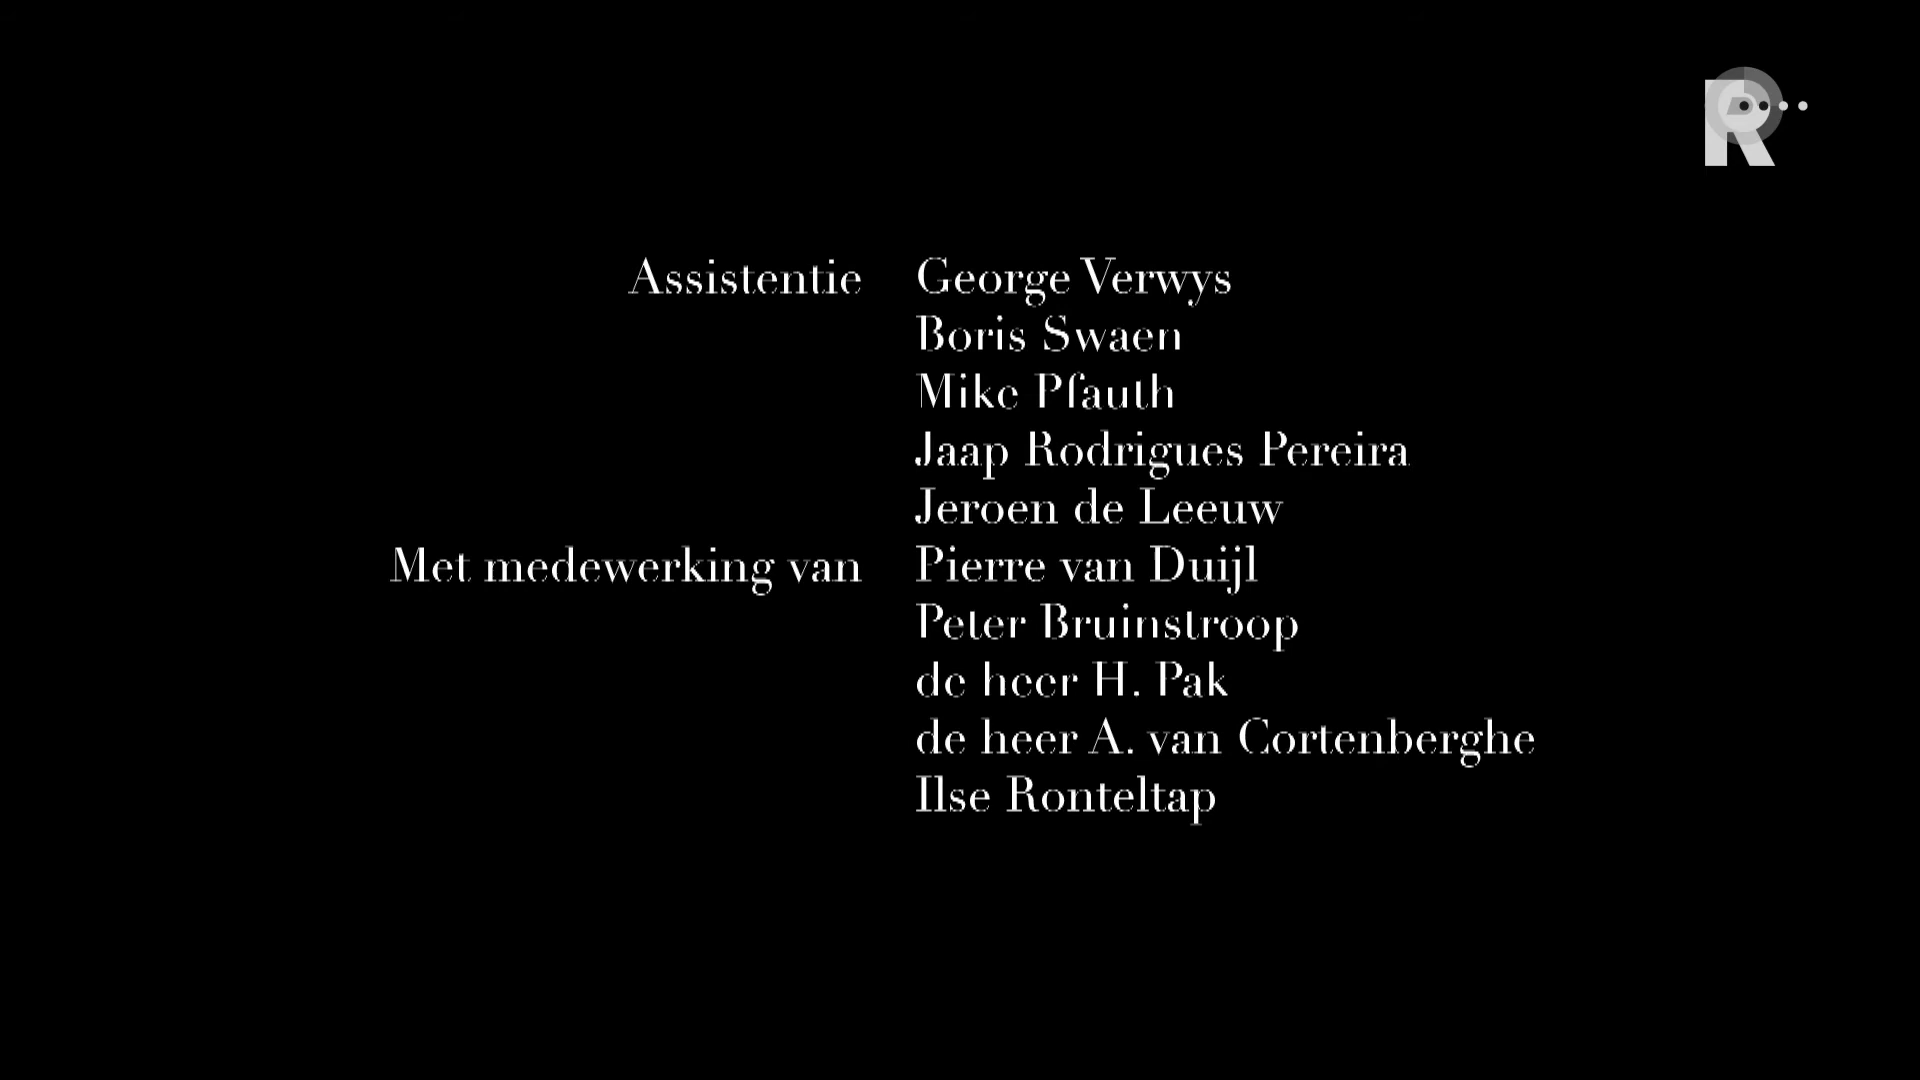 R
Assistentie George Verwys
Boris Swaen
Mike Pfauth
Jaap Rodrigues Pereira
Jeroen de Leeuw
Met medewerking van Pierre van Duijl
Peter Bruinstroop
de heer H. Pak
de heer A. van Cortenberghe
Ilse Ronteltap